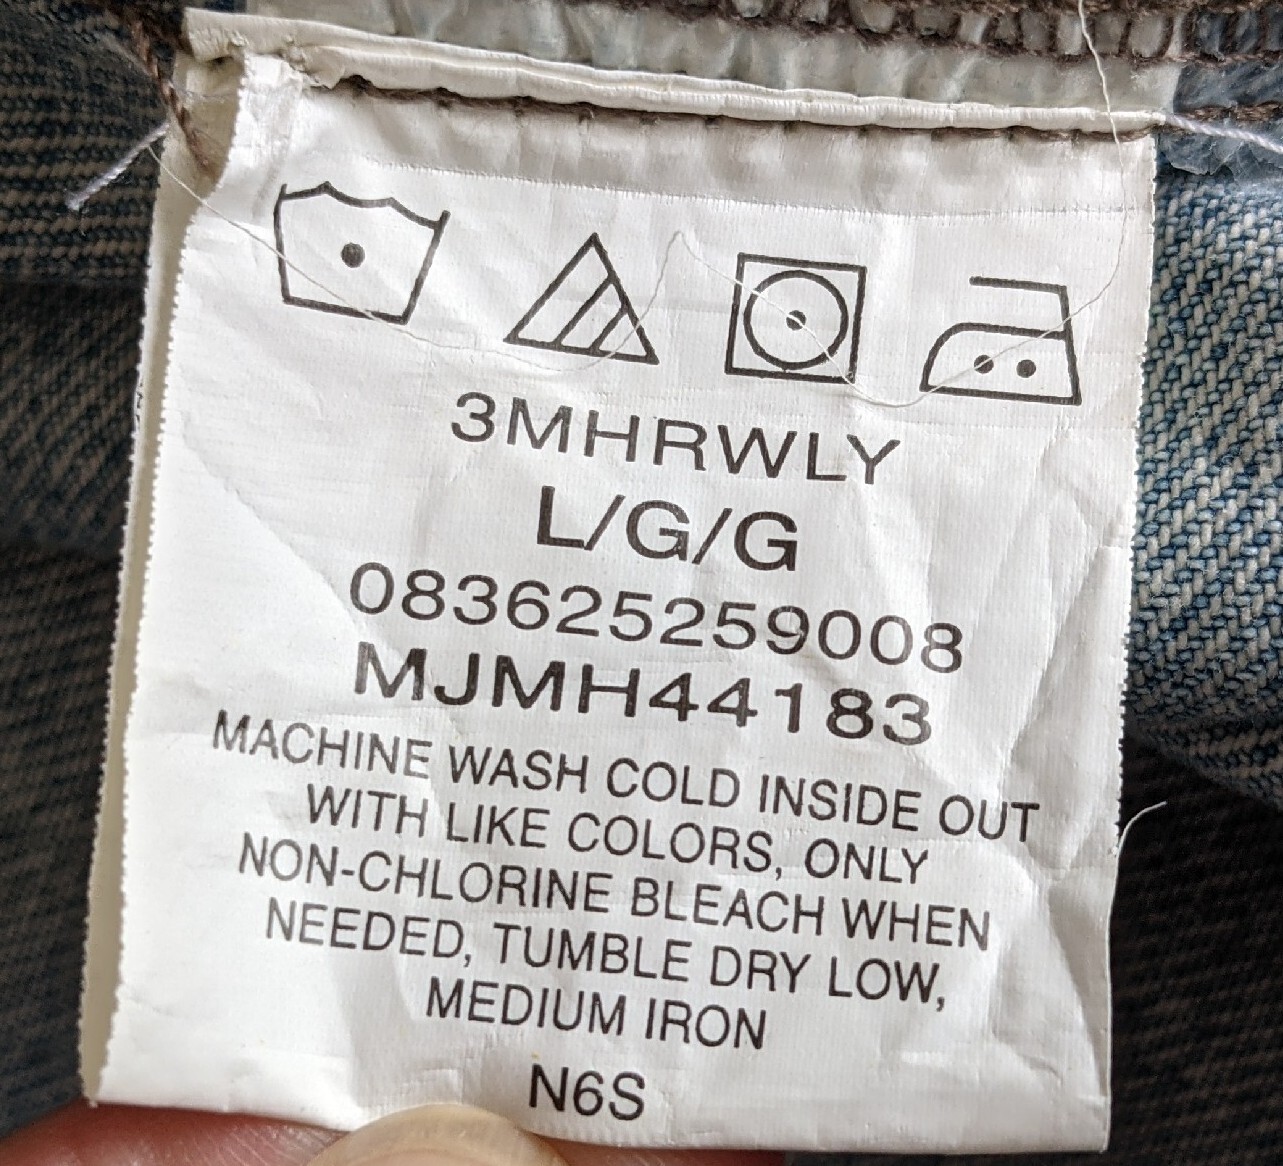 3MHRWLY
L/G/G
083625259008
MJMH44183
MACHINE WASH COLD INSIDE OUT
WITH LIKE COLORS, ONLY
NON-CHLORINE BLEACH WHEN
NEEDED, TUMBLE DRY LOW,
MEDIUM IRON
N6S